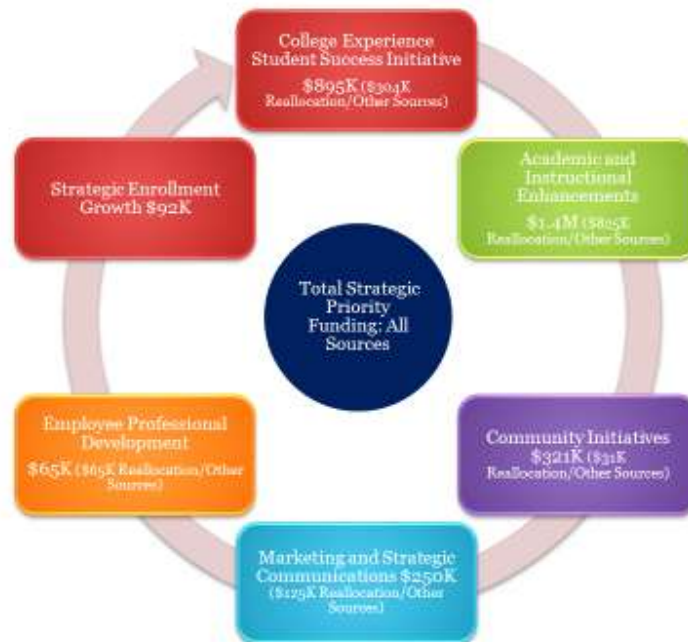 College Experience
Student Success Initiative
$895K ($304K
Reallocation/Other Sources)
Academic and
Instructional
Enhancements
$1.4M ($825K
Reallocation/Other Sources)
Community Initiatives
$321K ($31K
Reallocation/Other
Sources)
Marketing and Strategic
Communications $250K
($125K Reallocation/Other
Sources)
Employee Professional
Development
$65K ($65K Reallocation/Other
Sources)
Strategic Enrollment
Growth $92K
Total Strategic
Priority
Funding: All
Sources